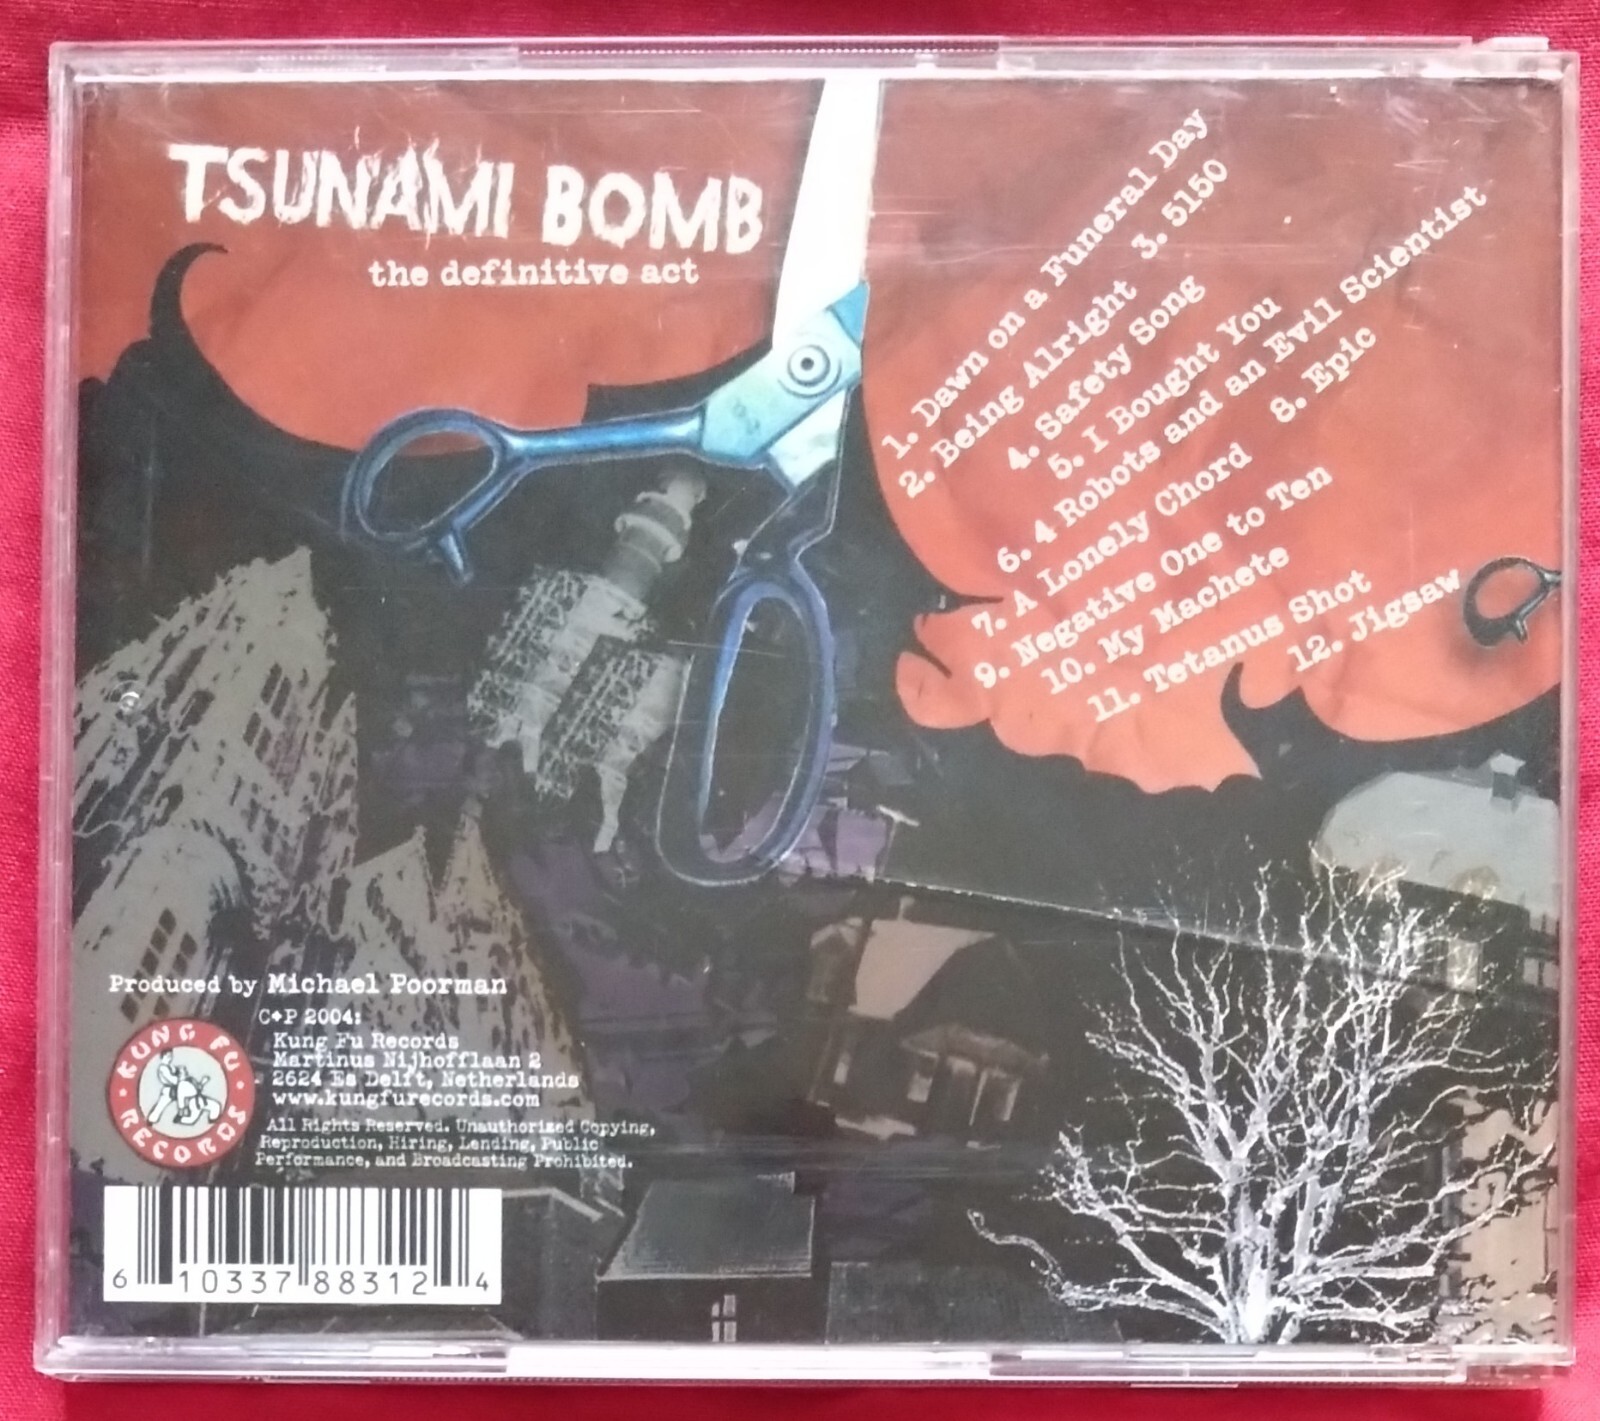 TSUNAMI BOMB
the definitive act
1. Dawn on a Funeral Day
2. Being Alright 3. 5150
4. Safety Song
5. I Bought You
6. 4 Robots and an Evil Scientist
7. A Lonely Chord 8. Epic
9. Negative One to Ten
10. My Machete
11. Tetanus Shot
12. Jigsaw
Produced by Michael Poorman
C+P 2004:
Kung Fu Records
Martinus Nijhofflaan 2
2624 Es Delft, Netherlands
www.kungfurecords.com
All Rights Reserved. Unauthorized Copying,
Reproduction, Hiring, Lending, Public
Performance, and Broadcasting Prohibited.
KUNG FU
RECORDS
6 10337 88312 4